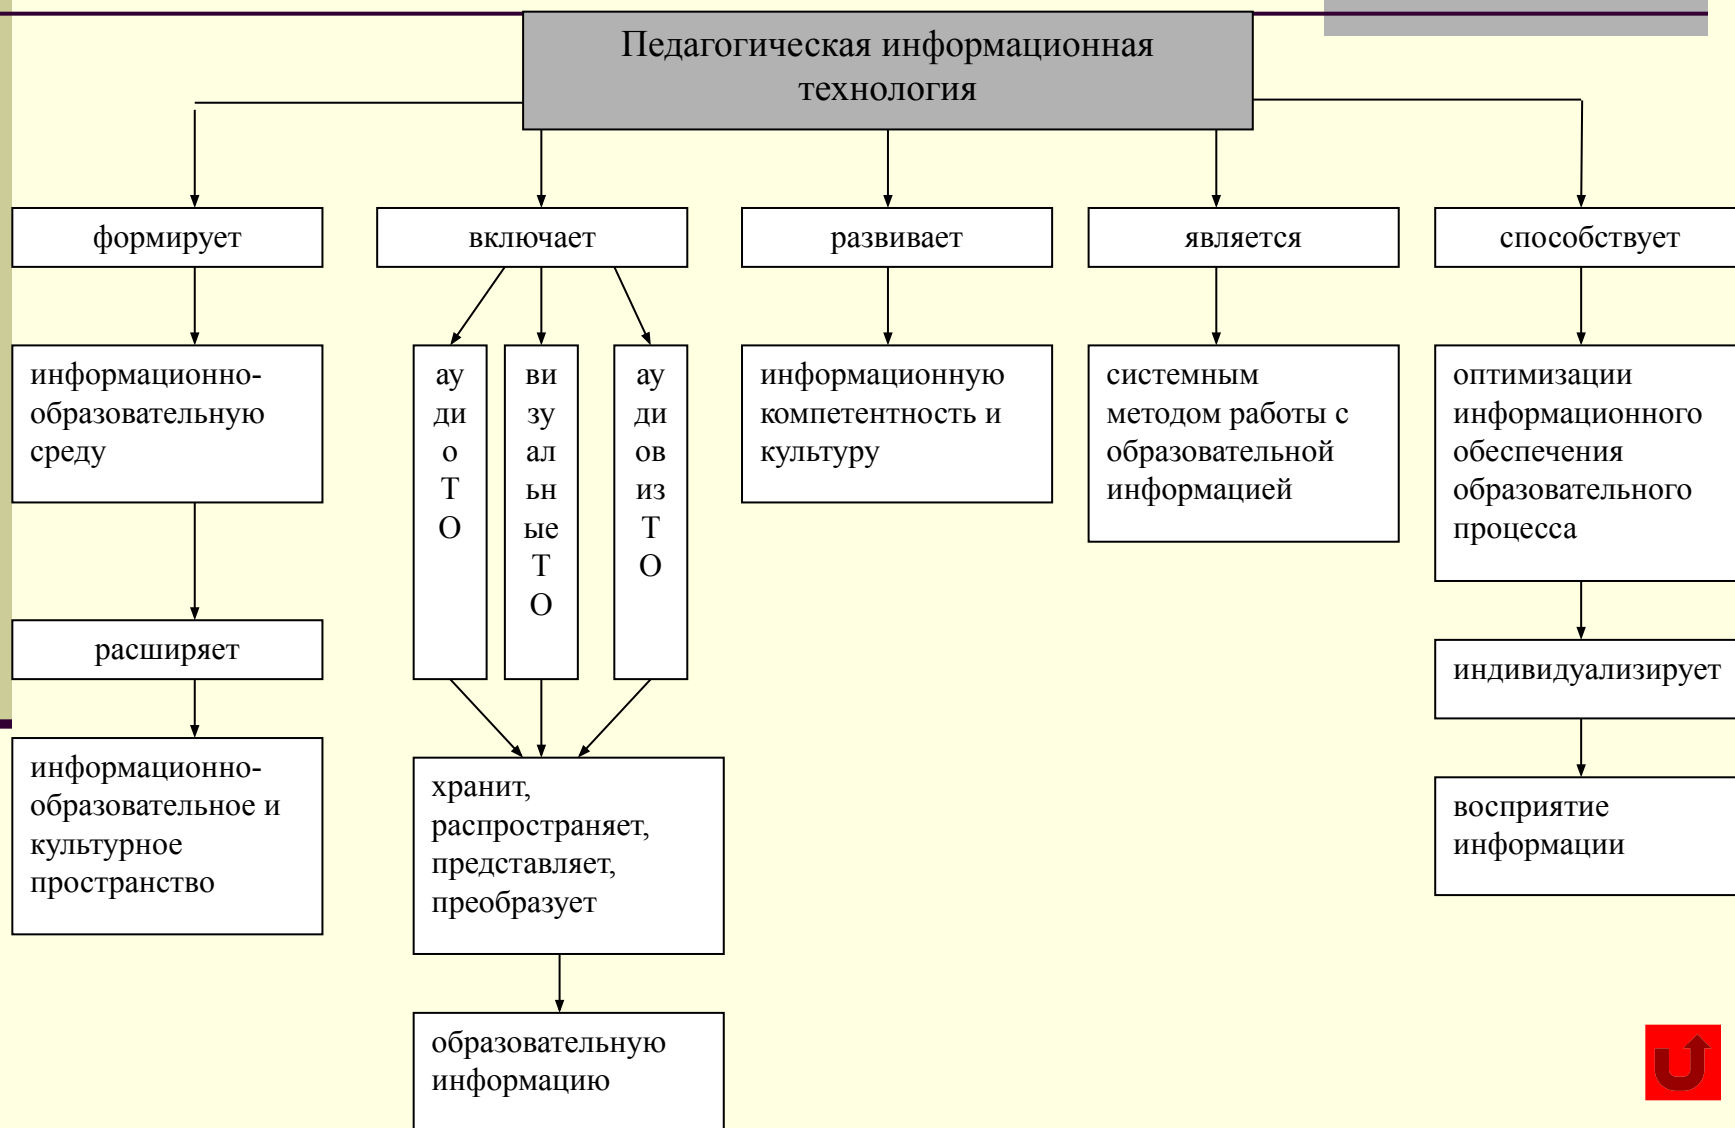 Педагогическая информационная
технология
формирует
включает
развивает
является
способствует
информационно-
образовательную
среду
ау
ди
о
Т
О
ви
зу
ал
ьн
ые
Т
О
ау
ди
ов
из
Т
О
информационную
компетентность и
культуру
системным
методом работы с
образовательной
информацией
оптимизации
информационного
обеспечения
образовательного
процесса
расширяет
индивидуализирует
информационно-
образовательное и
культурное
пространство
хранит,
распространяет,
представляет,
преобразует
восприятие
информации
образовательную
информацию